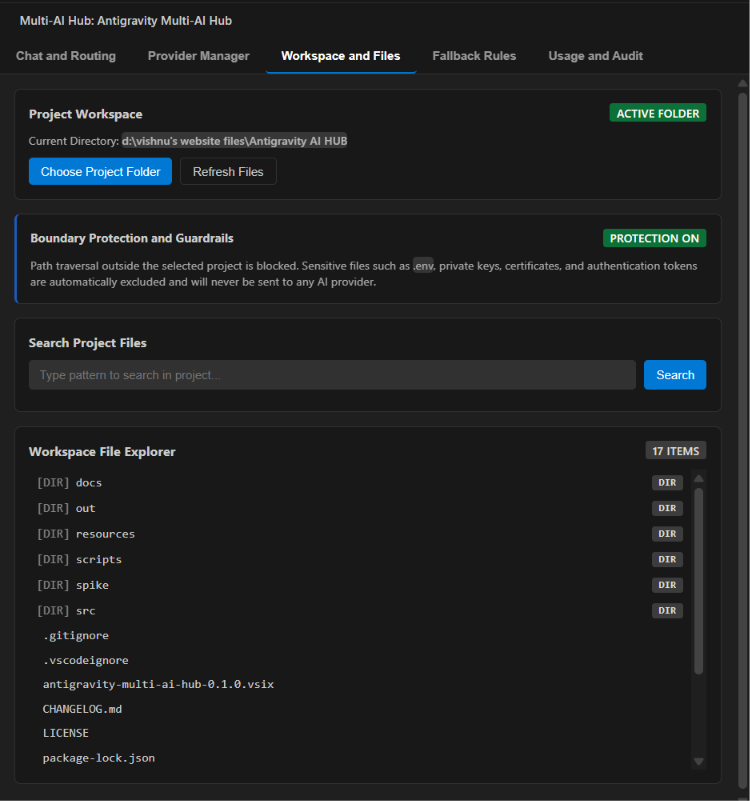 Multi-AI Hub: Antigravity Multi-AI Hub
Chat and Routing Provider Manager Workspace and Files Fallback Rules Usage and Audit
Project Workspace ACTIVE FOLDER
Current Directory: d:\vishnu's website files\Antigravity AI HUB
Choose Project Folder Refresh Files
Boundary Protection and Guardrails PROTECTION ON
Path traversal outside the selected project is blocked. Sensitive files such as .env, private keys, certificates, and authentication tokens
are automatically excluded and will never be sent to any AI provider.
Search Project Files
Type pattern to search in project... Search
Workspace File Explorer 17 ITEMS
[DIR] docs DIR
[DIR] out DIR
[DIR] resources DIR
[DIR] scripts DIR
[DIR] spike DIR
[DIR] src DIR
.gitignore
.vscodeignore
antigravity-multi-ai-hub-0.1.0.vsix
CHANGELOG.md
LICENSE
package-lock.json